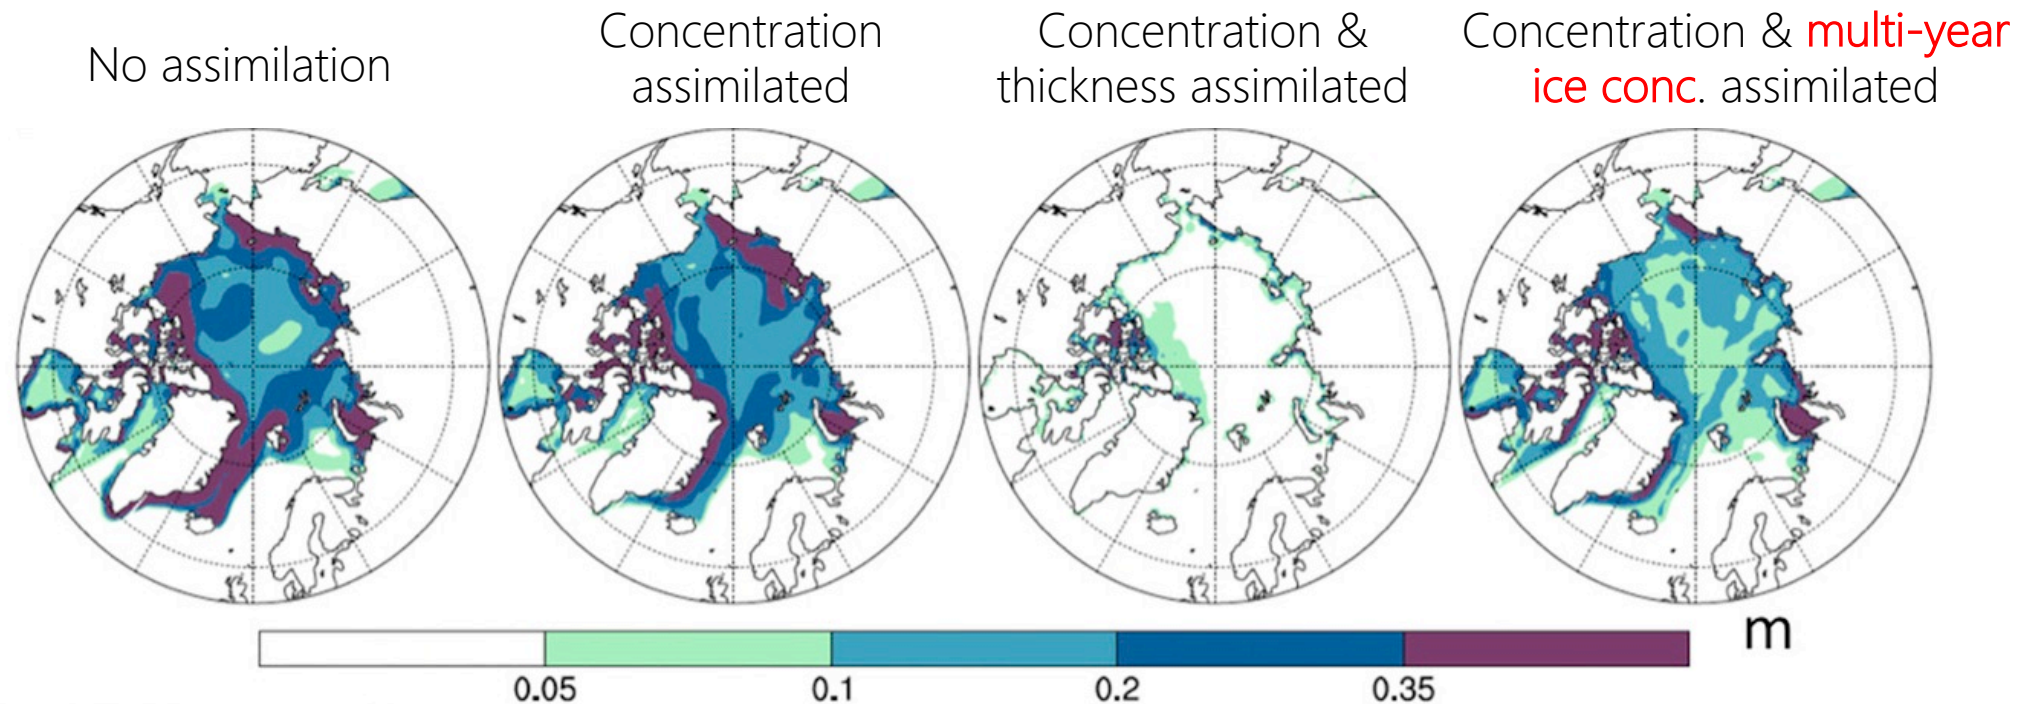 No assimilation
Concentration
assimilated
Concentration &
thickness assimilated
Concentration & multi-year
ice conc. assimilated
m
0.05 0.1 0.2 0.35